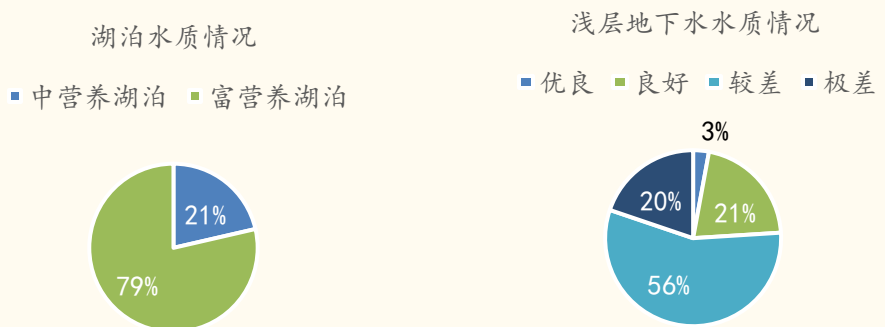 湖泊水质情况
中营养湖泊 富营养湖泊
21%
79%
浅层地下水水质情况
优良 良好 较差 极差
3%
20%
21%
56%